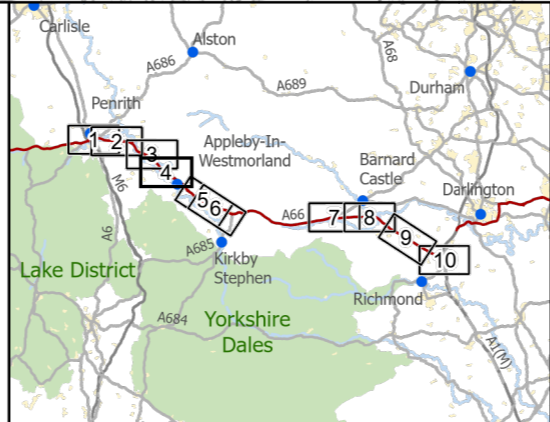 Carlisle
Alston
A686
A68
A689
Durham
Penrith
Appleby-In-
Westmorland
Barnard
Castle
Darlington
1
2
3
4
5
6
7
8
9
10
M6
A66
A6
A685
Lake District
Kirkby
Stephen
Richmond
A684
Yorkshire
Dales
A1(M)